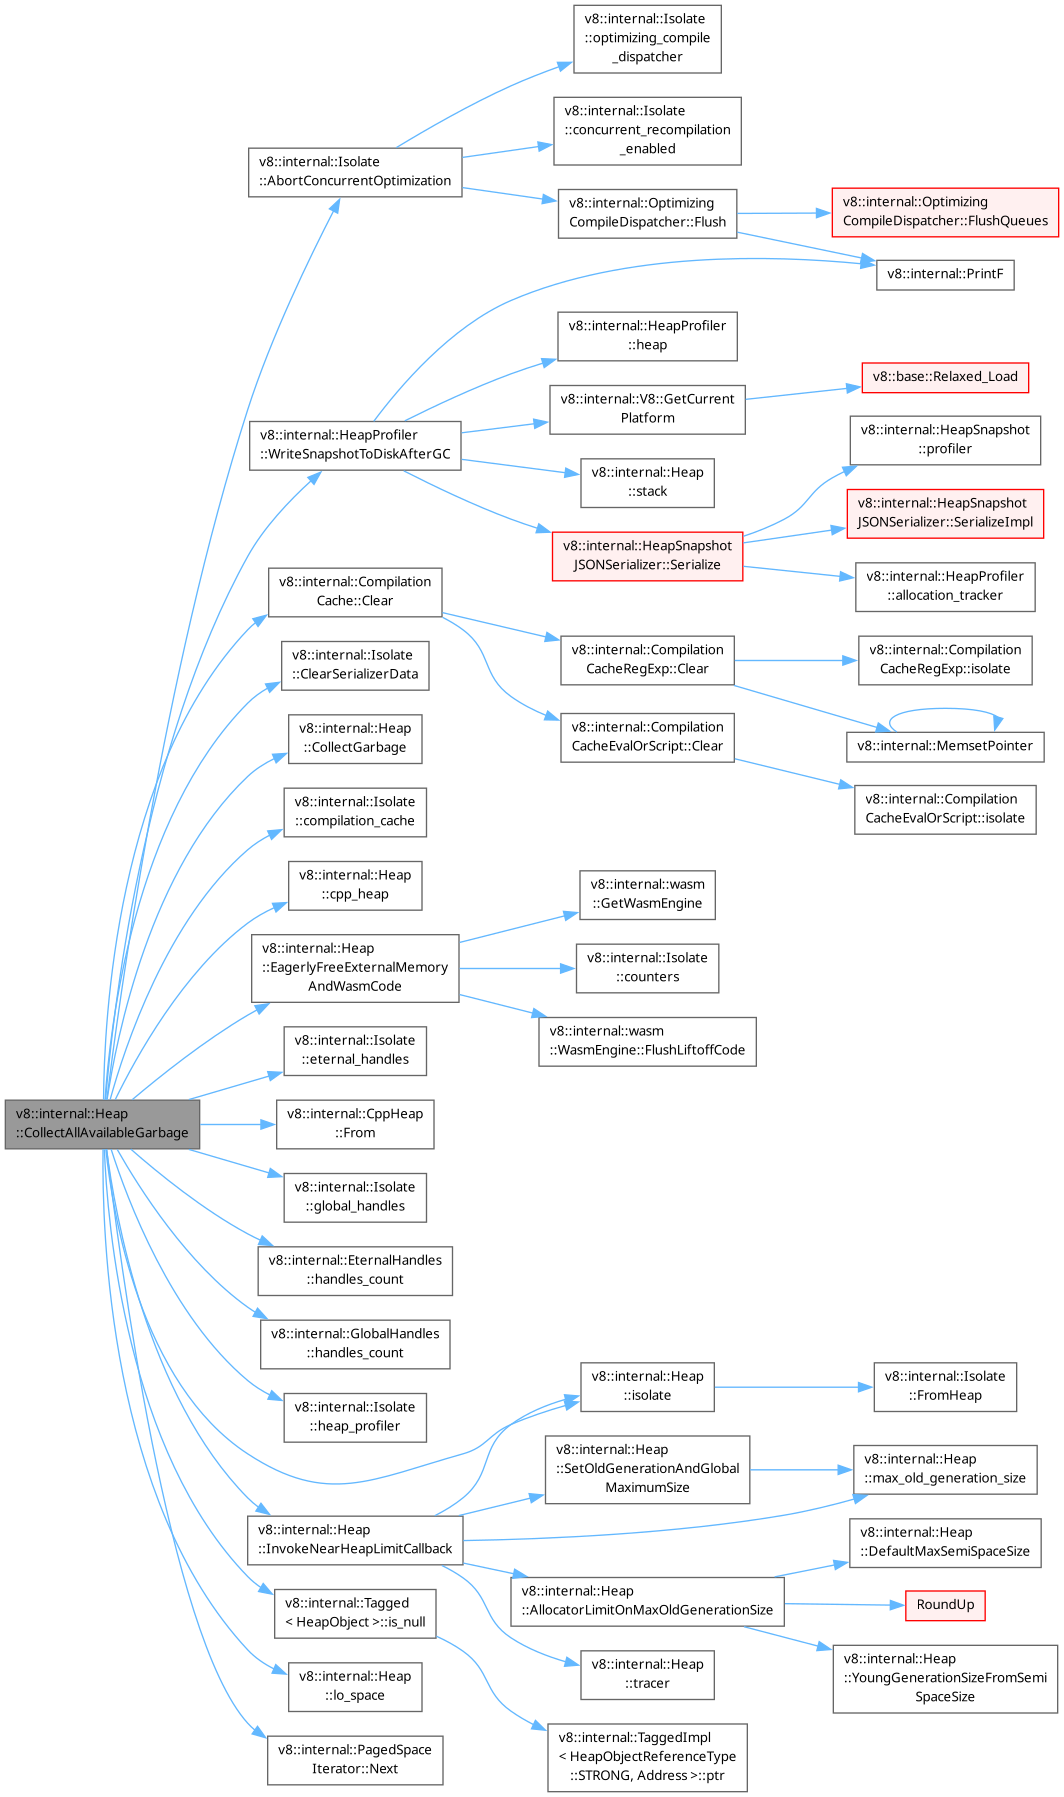 v8::internal::Isolate
::optimizing_compile
_dispatcher
v8::internal::Isolate
::concurrent_recompilation
_enabled
v8::internal::Isolate
::AbortConcurrentOptimization
v8::internal::Optimizing
CompileDispatcher::Flush
v8::internal::Optimizing
CompileDispatcher::FlushQueues
v8::internal::PrintF
v8::internal::HeapProfiler
::heap
v8::base::Relaxed_Load
v8::internal::V8::GetCurrent
Platform
v8::internal::HeapProfiler
::WriteSnapshotToDiskAfterGC
v8::internal::HeapSnapshot
::profiler
v8::internal::Heap
::stack
v8::internal::HeapSnapshot
JSONSerializer::SerializeImpl
v8::internal::HeapSnapshot
JSONSerializer::Serialize
v8::internal::HeapProfiler
::allocation_tracker
v8::internal::Compilation
Cache::Clear
v8::internal::Isolate
::ClearSerializerData
v8::internal::Compilation
CacheRegExp::Clear
v8::internal::Compilation
CacheRegExp::isolate
v8::internal::Heap
::CollectGarbage
v8::internal::Compilation
CacheEvalOrScript::Clear
v8::internal::MemsetPointer
v8::internal::Isolate
::compilation_cache
v8::internal::Compilation
CacheEvalOrScript::isolate
v8::internal::Heap
::cpp_heap
v8::internal::wasm
::GetWasmEngine
v8::internal::Heap
::EagerlyFreeExternalMemory
AndWasmCode
v8::internal::Isolate
::counters
v8::internal::wasm
::WasmEngine::FlushLiftoffCode
v8::internal::Isolate
::eternal_handles
v8::internal::Heap
::CollectAllAvailableGarbage
v8::internal::CppHeap
::From
v8::internal::Isolate
::global_handles
v8::internal::EternalHandles
::handles_count
v8::internal::GlobalHandles
::handles_count
v8::internal::Isolate
::heap_profiler
v8::internal::Heap
::isolate
v8::internal::Isolate
::FromHeap
v8::internal::Heap
::SetOldGenerationAndGlobal
MaximumSize
v8::internal::Heap
::max_old_generation_size
v8::internal::Heap
::InvokeNearHeapLimitCallback
v8::internal::Heap
::DefaultMaxSemiSpaceSize
v8::internal::Heap
::AllocatorLimitOnMaxOldGenerationSize
RoundUp
v8::internal::Tagged
< HeapObject >::is_null
v8::internal::Heap
::YoungGenerationSizeFromSemi
SpaceSize
v8::internal::Heap
::tracer
v8::internal::Heap
::lo_space
v8::internal::PagedSpace
Iterator::Next
v8::internal::TaggedImpl
< HeapObjectReferenceType
::STRONG, Address >::ptr